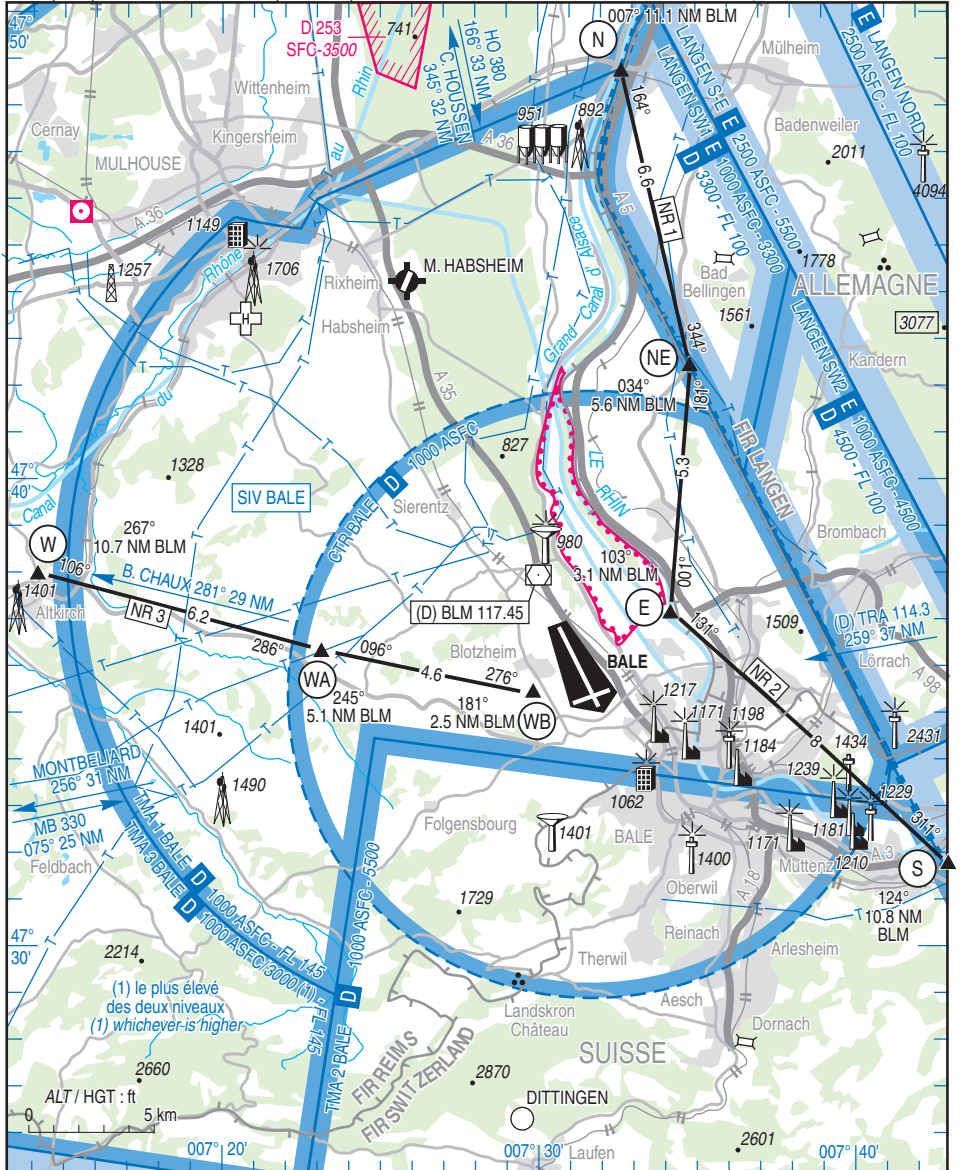 47°
50'
D 253
SFC-3500
741
HO 380
166° 33 NM
C. HOUSSEN
345° 32 NM
007° 11.1 NM BLM
N
Mülheim
LANGEN S-E E 2500 ASFC - 5500
LANGEN SW1 E 1000 ASFC - 3300
D 3300 - FL 100
E LANGEN NORD
2500 ASFC - FL 100
E
Rhin
au
Wittenheim
Cernay
Kingersheim
MULHOUSE
A 36
A 36
951
892
164°
6.6
NR 1
A 5
Badenweiler
2011
4094
1149
Rhône
1706
1257
H
Rixheim
M. HABSHEIM
Habsheim
Grand Canal d'Alsace
Bad
Bellingen
1778
ALLEMAGNE
1561
3077
344°
NE
Kandern
LANGEN SW2 E 1000 ASFC - 4500
D 4500 - FL 100
du
A 35
034°
5.6 NM BLM
181°
FIR LANGEN
1000 ASFC
CTR BALE D
827
LE
RHIN
5.3
47°
40'
Canal
1328
SIV BALE
Sierentz
Brombach
W
267°
10.7 NM BLM
980
103°
3.1 NM BLM
001°
106°
1401
Altkirch
B. CHAUX 281° 29 NM
NR 3
6.2
(D) BLM 117.45
E
131°
1509
(D) TRA 114.3
259° 37 NM
Lörrach
A 98
286°
096°
Blotzheim
BALE
4.6
276°
NR 2
WA
245°
5.1 NM BLM
181°
2.5 NM BLM
WB
1217
1171
1198
1184
8
1434
2431
1401
MONTBELIARD
256° 31 NM
1490
1239
1229
1062
MB 330
075° 25 NM
Feldbach
TMA 1 BALE D 1000 ASFC - FL 145
TMA 3 BALE D 1000 ASFC/3000 (1) - FL 145
Folgensbourg
1401
BALE
1400
1171
1181
1210
Muttenz
A 3
311°
S
Oberwil
A 18
1000 ASFC - 5500
1729
124°
10.8 NM
BLM
47°
30'
2214
Reinach
Therwil
Arlesheim
(1) le plus élevé
des deux niveaux
(1) whichever is higher
D
TMA 2 BALE
Aesch
Landskron
Château
Dornach
FIR REIMS
FIR SWITZERLAND
SUISSE
2660
2870
ALT / HGT : ft
0 5 km
DITTINGEN
007° 20'
007° 30'
Laufen
2601
007° 40'